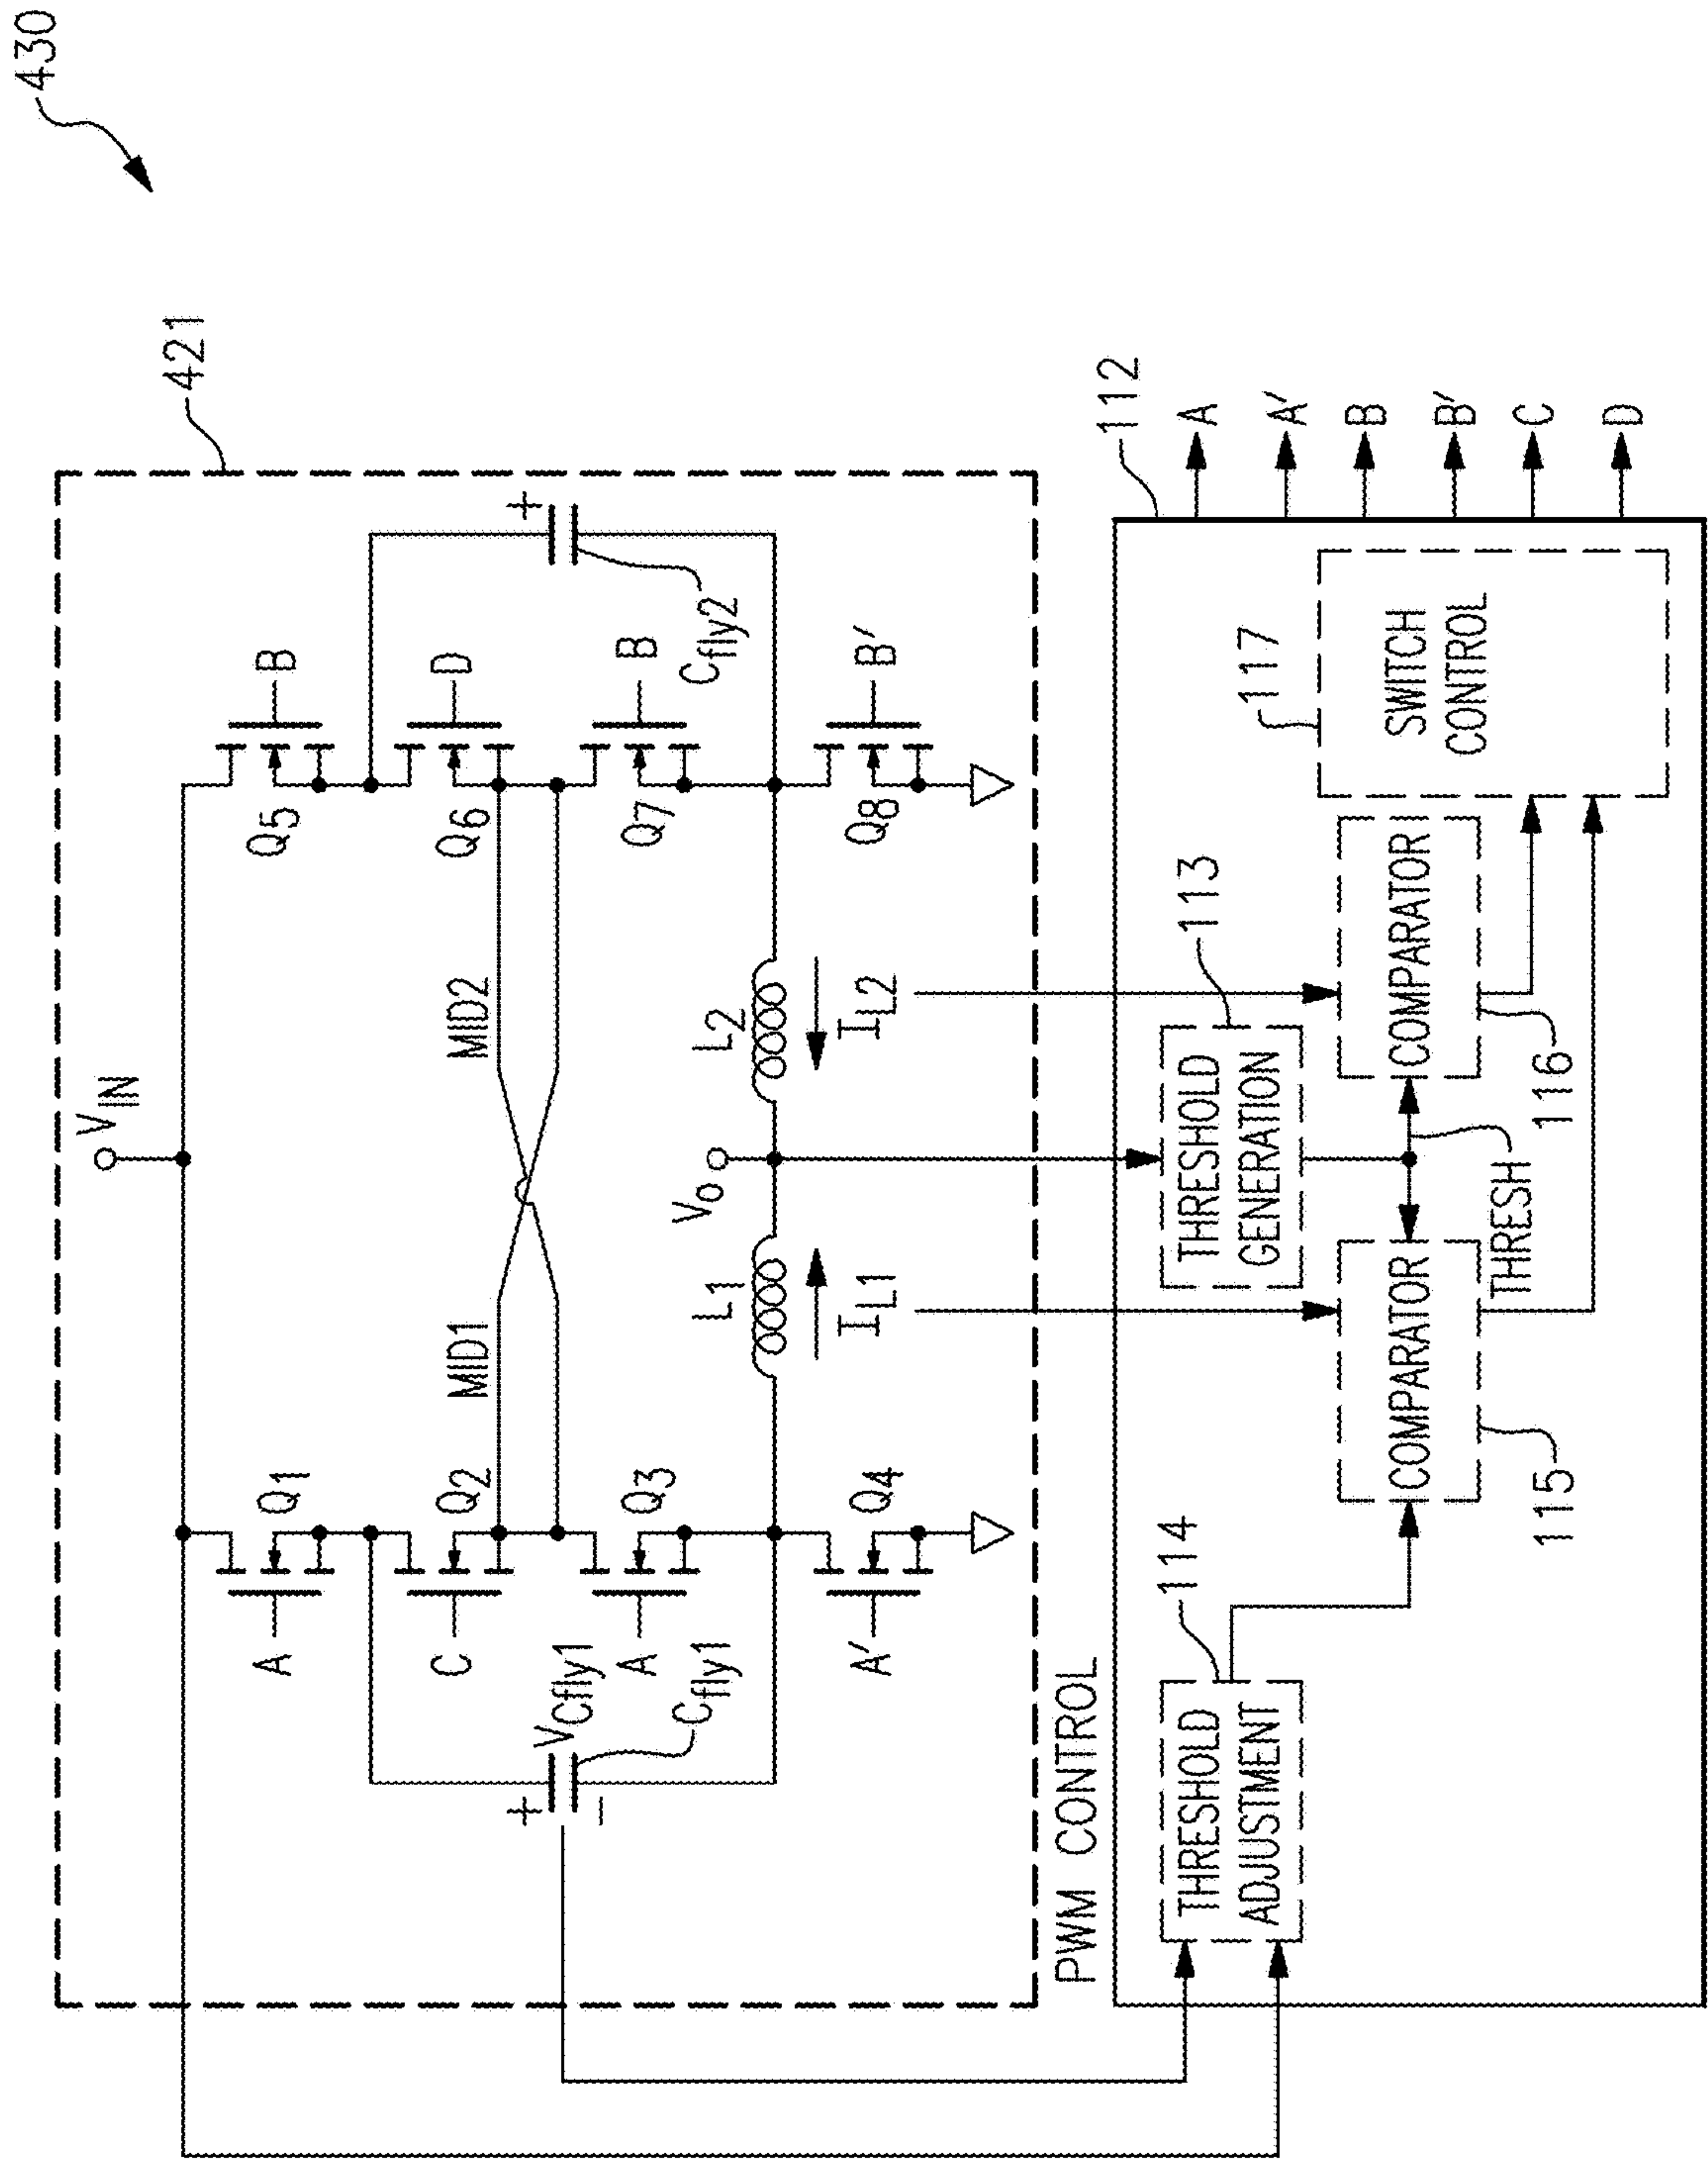 430
421
V_IN
A
Q1
C
Q2
A
Q3
A'
Q4
MID1
MID2
Q5
B
Q6
D
Q7
B
Q8
B'
+
VCfly1
−
Cfly1
+
Cfly2
L1
IL1
VO
L2
IL2
PWM CONTROL
112
114
THRESHOLD
ADJUSTMENT
113
THRESHOLD
GENERATION
117
SWITCH
CONTROL
COMPARATOR
115
THRESH
COMPARATOR
116
A
A'
B
B'
C
D